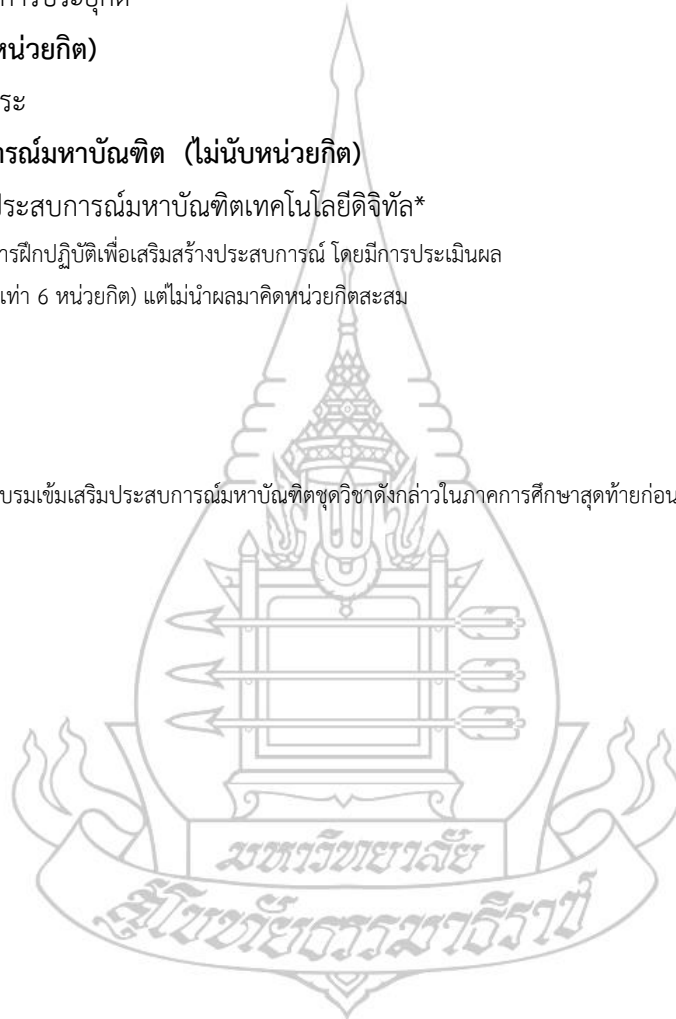 การประยุกต์
หน่วยกิต)
ระ
ารณ์มหาบัณฑิต (ไม่นับหน่วยกิต)
ประสบการณ์มหาบัณฑิตเทคโนโลยีดิจิทัล*
ารฝึกปฏิบัติเพื่อเสริมสร้างประสบการณ์ โดยมีการประเมินผล
เท่า 6 หน่วยกิต) แต่ไม่นำผลมาคิดหน่วยกิตสะสม
บรมเข้มเสริมประสบการณ์มหาบัณฑิตชุดวิชาดังกล่าวในภาคการศึกษาสุดท้ายก่อน
มหาวิทยาลัย
สุโขทัยธรรมาธิราช